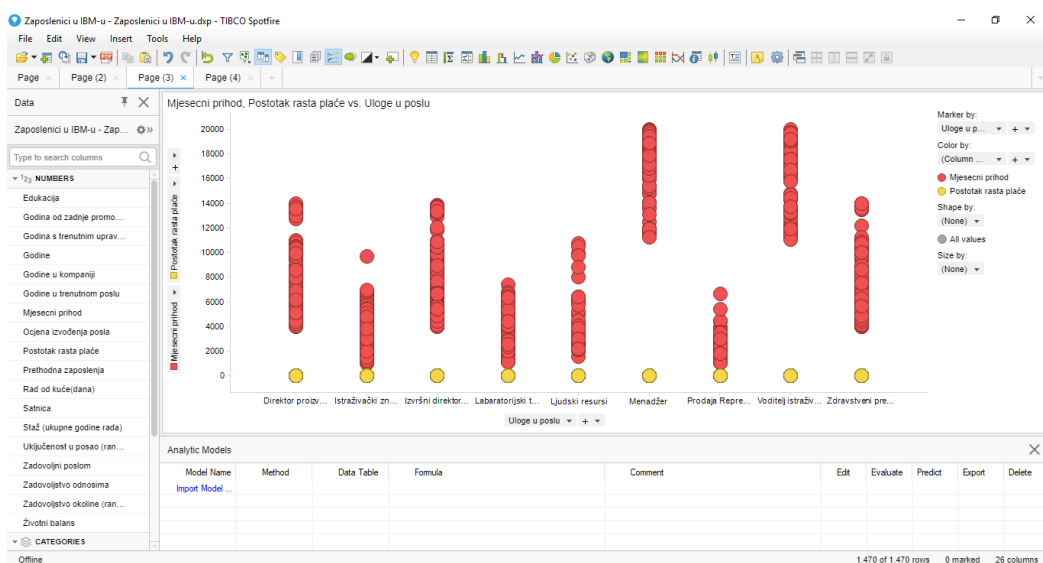 Zaposlenici u IBM-u - Zaposlenici u IBM-u.dxp - TIBCO Spotfire
File Edit View Insert Tools Help
Page Page (2) Page (3) Page (4)
Data
Zaposlenici u IBM-u - Zap...
Type to search columns
123 NUMBERS
Edukacija
Godina od zadnje promo...
Godina s trenutnim uprav...
Godine
Godine u kompaniji
Godine u trenutnom poslu
Mjesecni prihod
Ocjena izvođenja posla
Postotak rasta plaće
Prethodna zaposlenja
Rad od kuće(dana)
Satnica
Staž (ukupne godine rada)
Uključenost u posao (ran...
Zadovoljni poslom
Zadovoljstvo odnosima
Zadovoljstvo okoline (ran...
Životni balans
CATEGORIES
Mjesecni prihod, Postotak rasta plaće vs. Uloge u poslu
Postotak rasta plaće
Mjesecni prihod
20000
18000
16000
14000
12000
10000
8000
6000
4000
2000
0
Direktor proizv... Istraživački zn... Izvršni direktor... Labaratorijski t... Ljudski resursi Menadžer Prodaja Repre... Voditelj istraživ... Zdravstveni pre...
Uloge u poslu + 
Marker by:
Uloge u p... +
Color by:
(Column ... +
Mjesecni prihod
Postotak rasta plaće
Shape by:
(None)
All values
Size by:
(None)
Analytic Models
Model Name Method Data Table Formula Comment Edit Evaluate Predict Export Delete
Import Model ...
Offline 1.470 of 1.470 rows 0 marked 26 columns